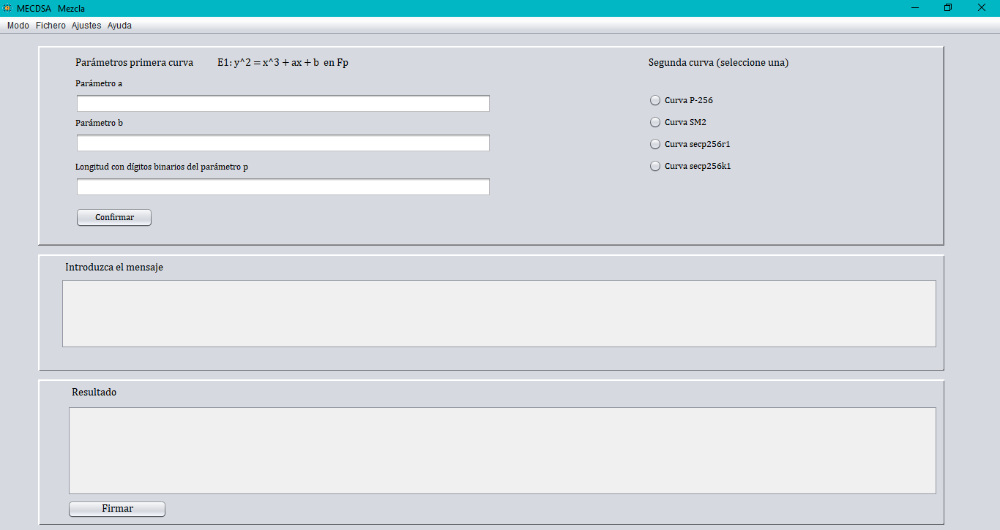 MECDSA Mezcla
Modo Fichero Ajustes Ayuda
Parámetros primera curva E1: y^2 = x^3 + ax + b en Fp
Parámetro a
Parámetro b
Longitud con dígitos binarios del parámetro p
Confirmar
Segunda curva (seleccione una)
Curva P-256
Curva SM2
Curva secp256r1
Curva secp256k1
Introduzca el mensaje
Resultado
Firmar